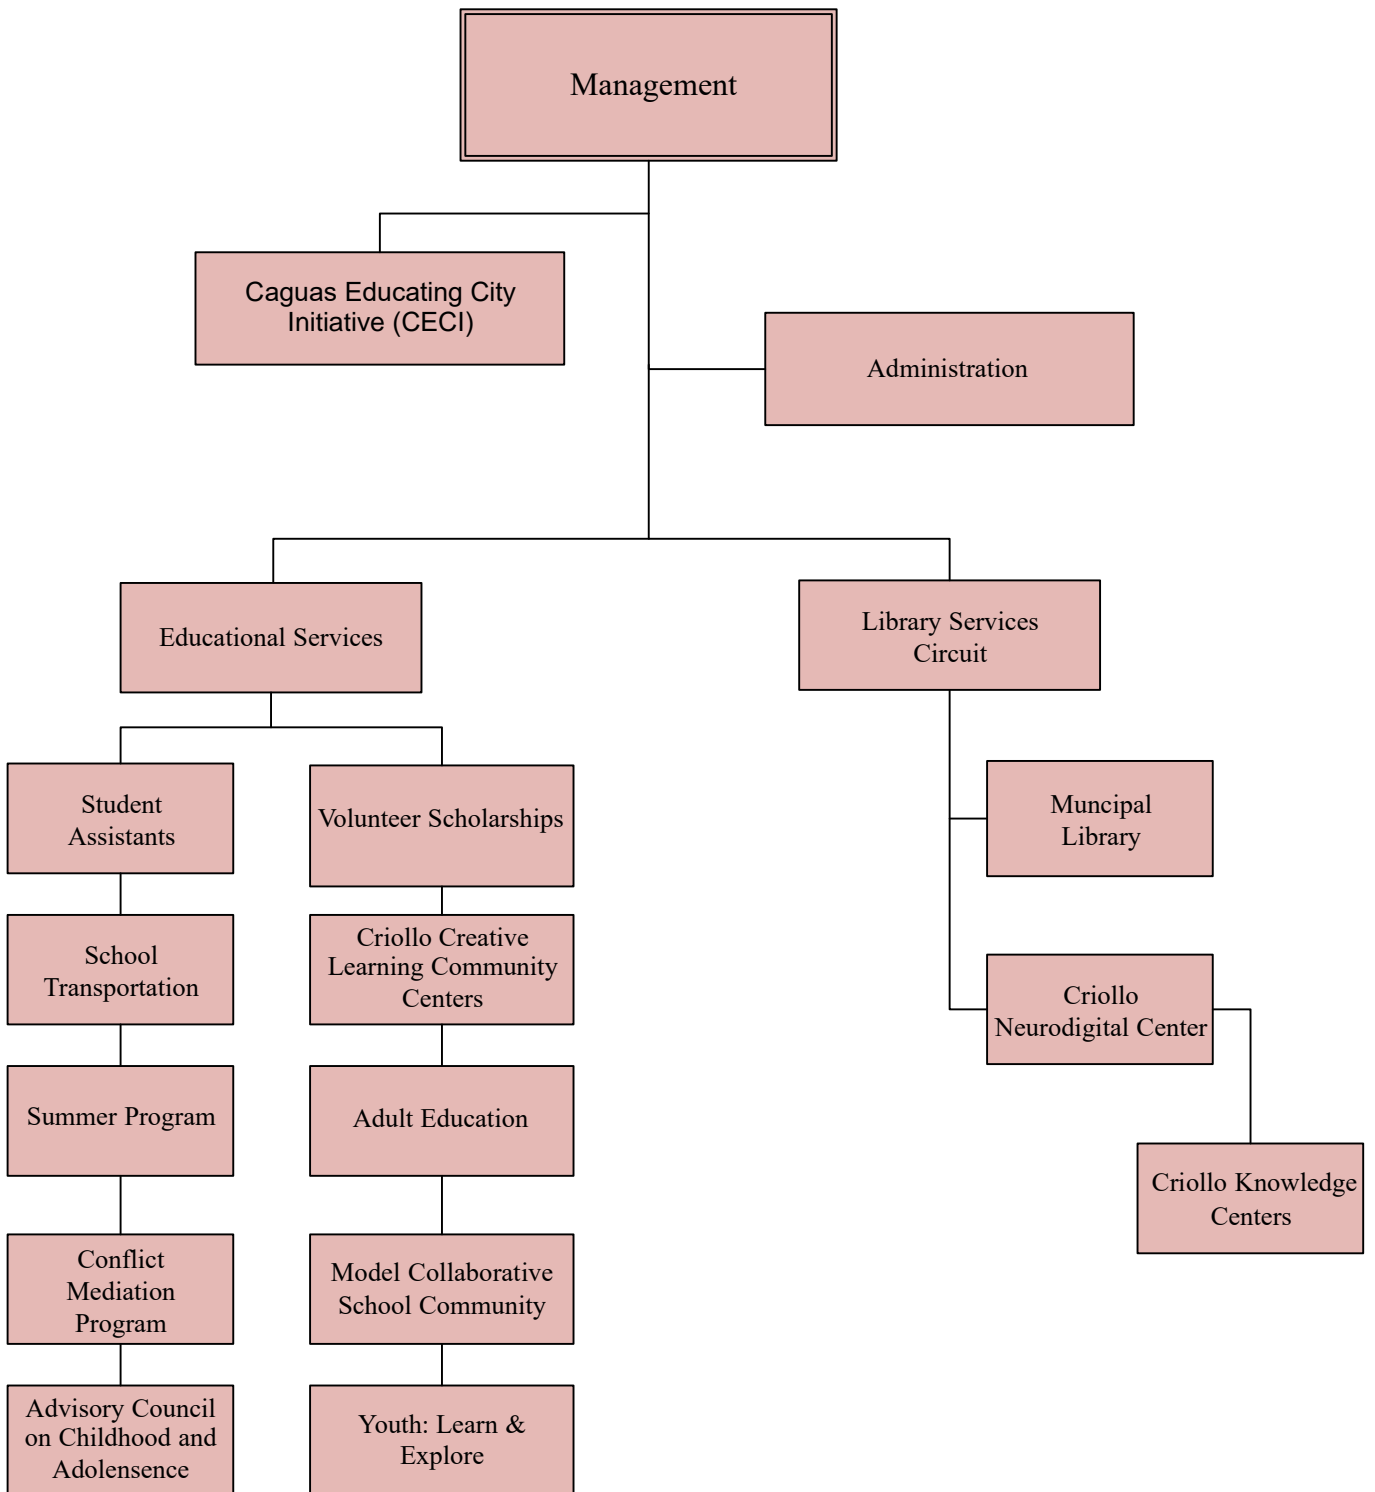 Management
Caguas Educating City
Initiative (CECI)
Administration
Educational Services
Library Services
Circuit
Student
Assistants
Volunteer Scholarships
Muncipal
Library
School
Transportation
Criollo Creative
Learning Community
Centers
Criollo
Neurodigital Center
Summer Program
Adult Education
Criollo Knowledge
Centers
Conflict
Mediation
Program
Model Collaborative
School Community
Advisory Council
on Childhood and
Adolensence
Youth: Learn &
Explore